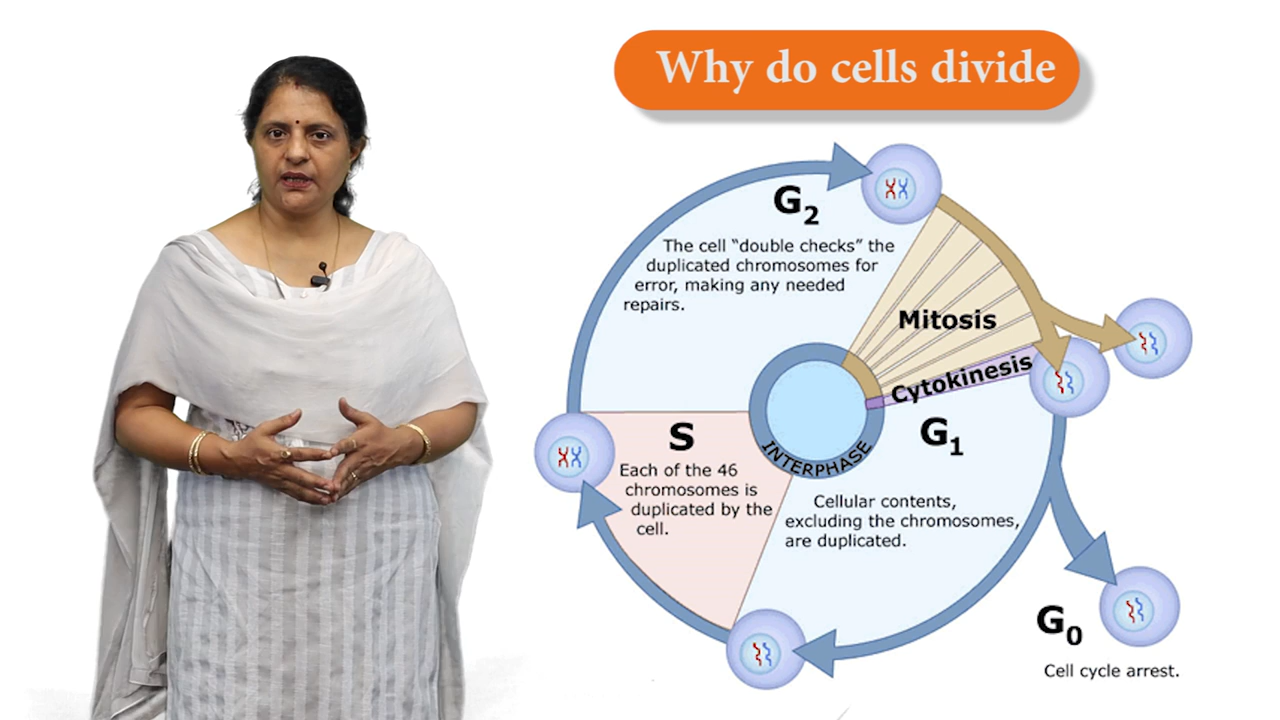 Why do cells divide
G2
The cell “double checks” the
duplicated chromosomes for
error, making any needed
repairs.
Mitosis
Cytokinesis
G1
Cellular contents,
excluding the chromosomes,
are duplicated.
INTERPHASE
S
Each of the 46
chromosomes is
duplicated by the
cell.
G0
Cell cycle arrest.